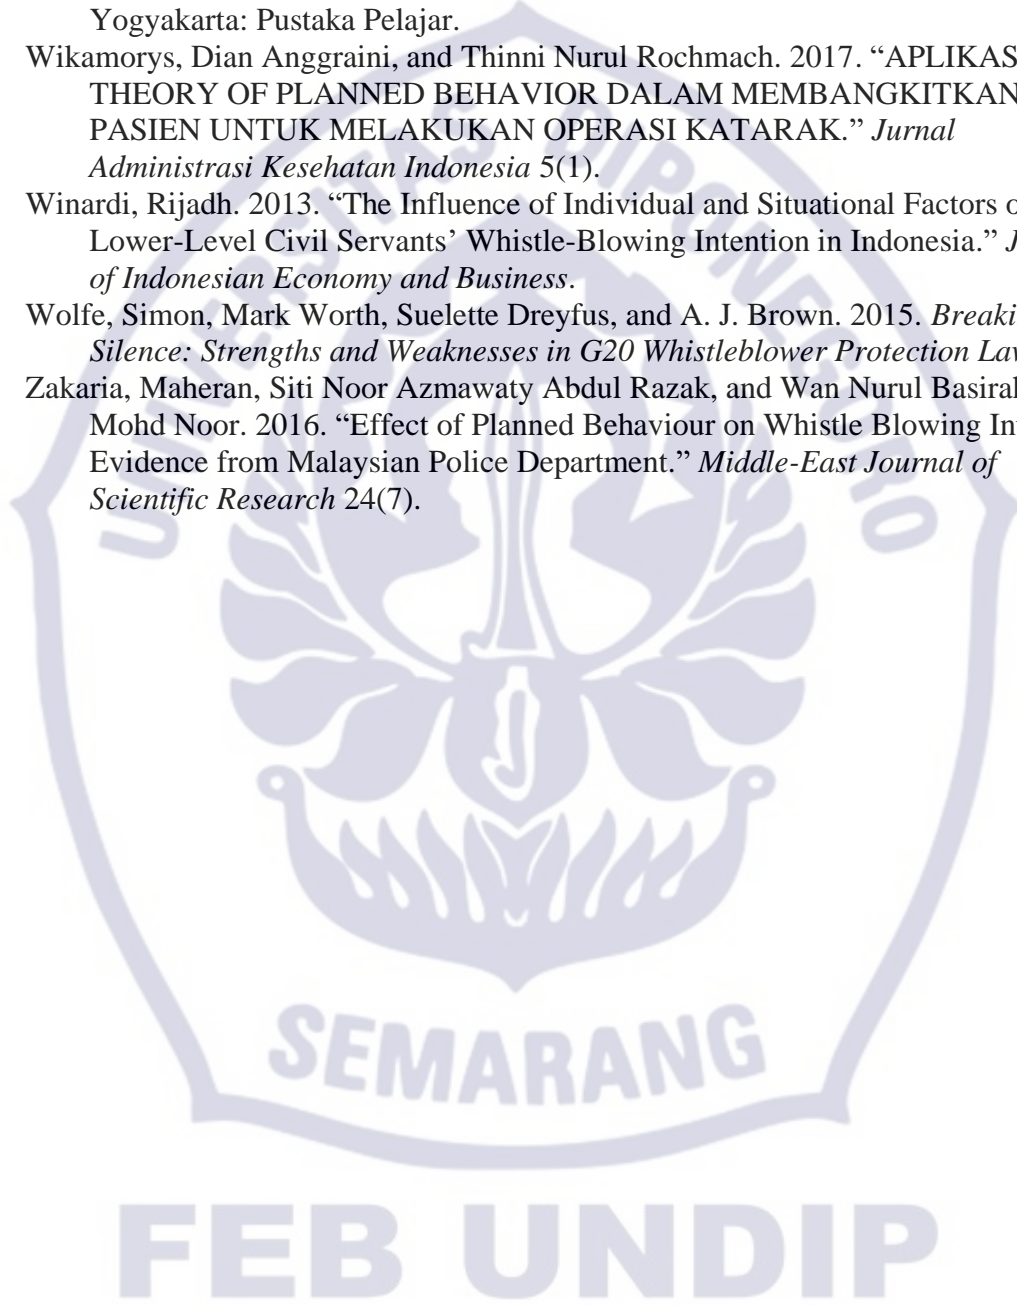 Yogyakarta: Pustaka Pelajar.
Wikamorys, Dian Anggraini, and Thinni Nurul Rochmach. 2017. “APLIKAS
THEORY OF PLANNED BEHAVIOR DALAM MEMBANGKITKAN
PASIEN UNTUK MELAKUKAN OPERASI KATARAK.” Jurnal
Administrasi Kesehatan Indonesia 5(1).
Winardi, Rijadh. 2013. “The Influence of Individual and Situational Factors o
Lower-Level Civil Servants’ Whistle-Blowing Intention in Indonesia.” J
of Indonesian Economy and Business.
Wolfe, Simon, Mark Worth, Suelette Dreyfus, and A. J. Brown. 2015. Breaki
Silence: Strengths and Weaknesses in G20 Whistleblower Protection Lav
Zakaria, Maheran, Siti Noor Azmawaty Abdul Razak, and Wan Nurul Basiral
Mohd Noor. 2016. “Effect of Planned Behaviour on Whistle Blowing Int
Evidence from Malaysian Police Department.” Middle-East Journal of
Scientific Research 24(7).
UNIVERSITAS DIPONEGORO
SEMARANG
FEB UNDIP